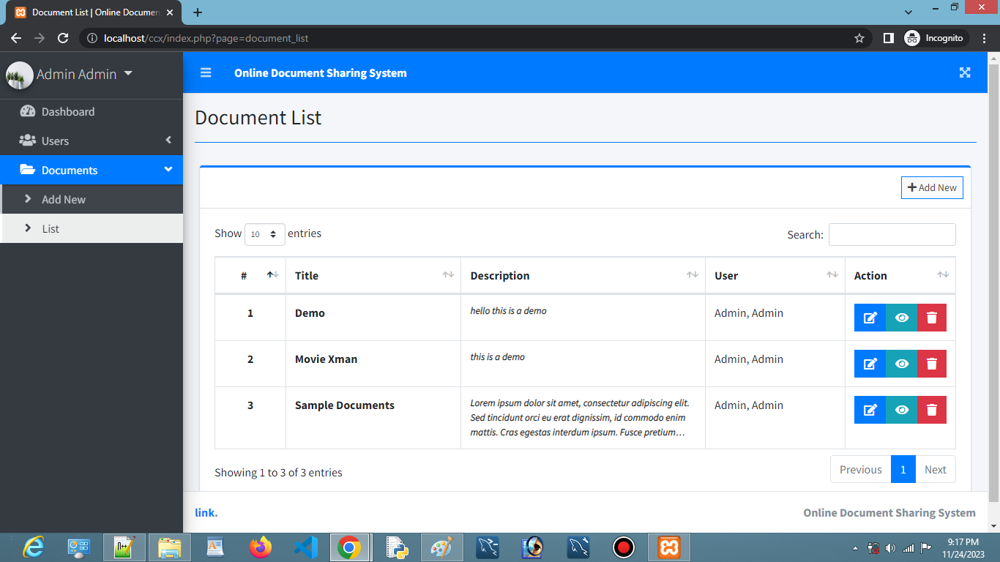 Document List | Online Documen
localhost/ccx/index.php?page=document_list
Incognito
Admin Admin
Online Document Sharing System
Dashboard
Users
Documents
Add New
List
Document List
Add New
Show 10 entries
Search:
# Title Description User Action
1 Demo hello this is a demo Admin, Admin
2 Movie Xman this is a demo Admin, Admin
3 Sample Documents Lorem ipsum dolor sit amet, consectetur adipiscing elit. Admin, Admin
Sed tincidunt orci eu erat dignissim, id commodo enim
mattis. Cras egestas interdum ipsum. Fusce pretium…
Showing 1 to 3 of 3 entries
Previous 1 Next
link.
Online Document Sharing System
9:17 PM
11/24/2023